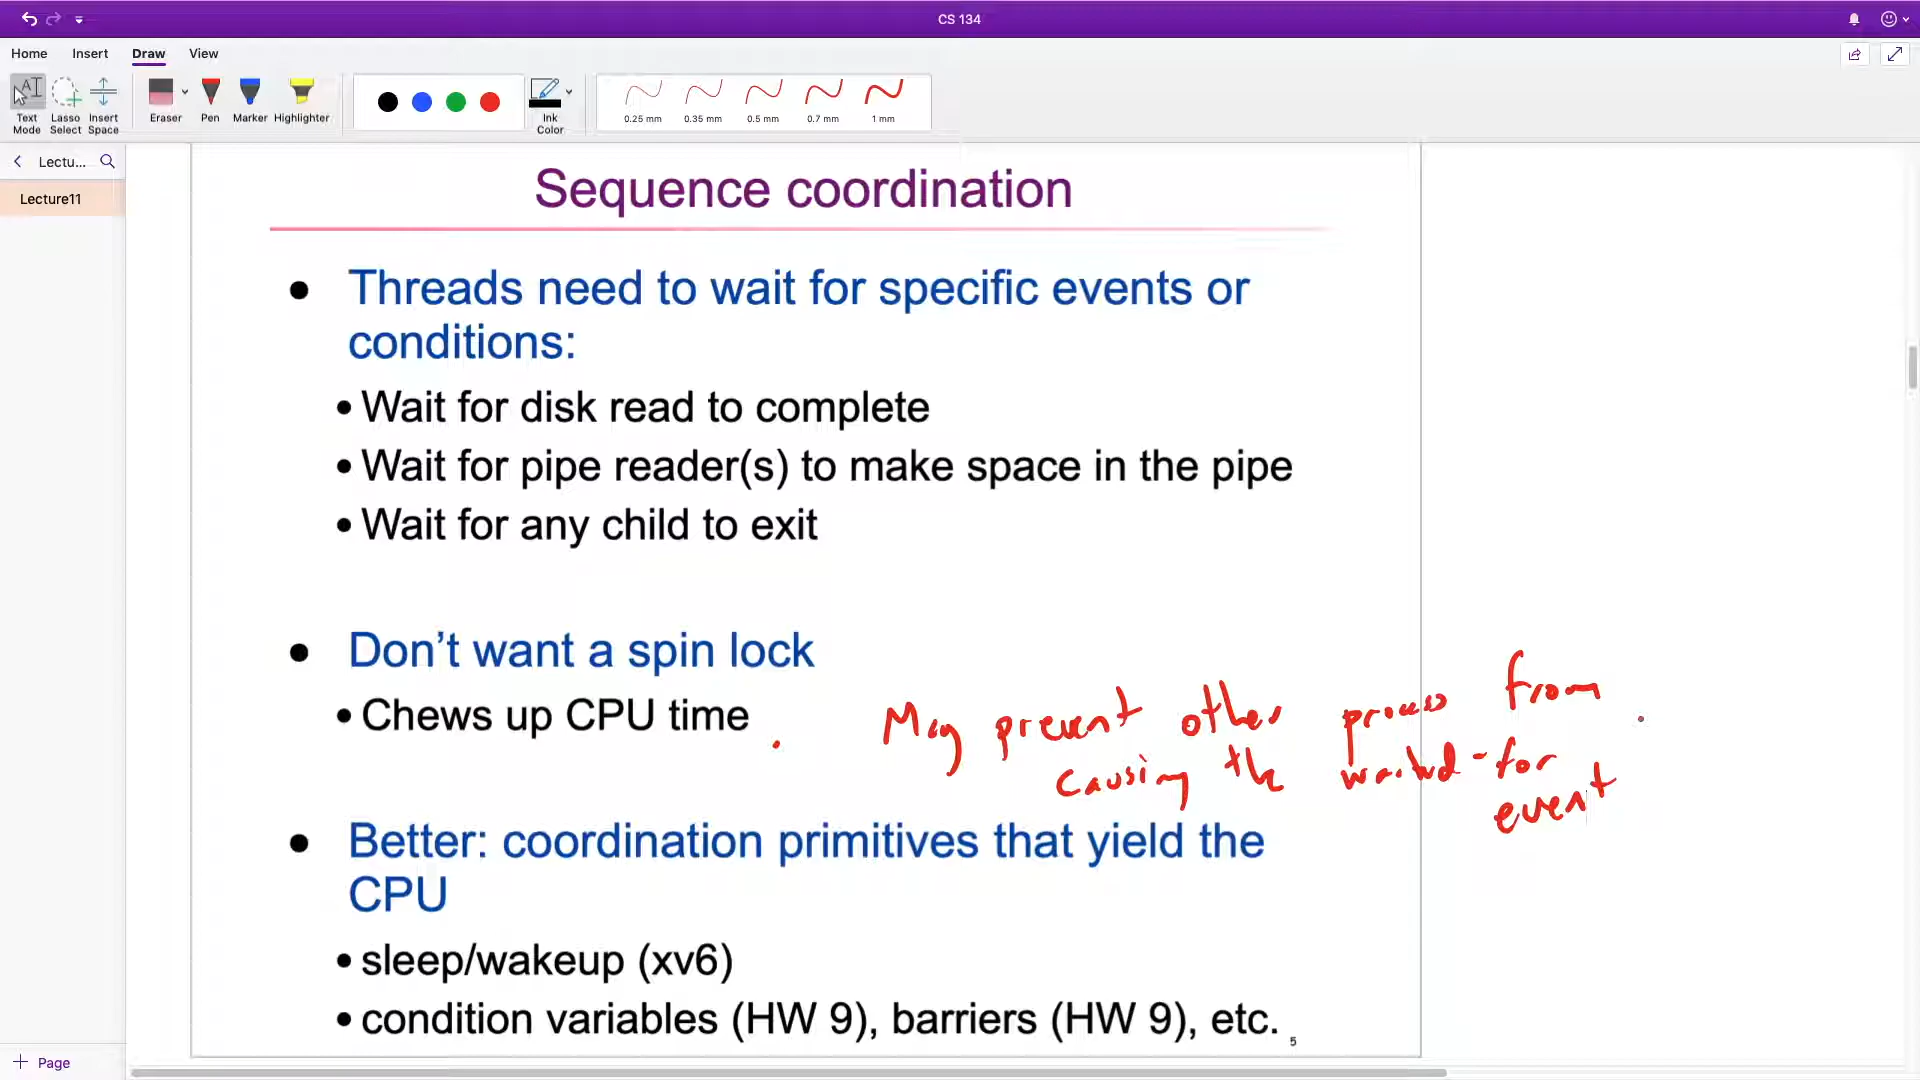 CS 134
Home Insert Draw View
Text Mode
Lasso Select
Insert Space
Eraser
Pen
Marker
Highlighter
Ink Color
0.25 mm 0.35 mm 0.5 mm 0.7 mm 1 mm
Lectu...
Lecture11
Sequence coordination
● Threads need to wait for specific events or
conditions:
• Wait for disk read to complete
• Wait for pipe reader(s) to make space in the pipe
• Wait for any child to exit
● Don't want a spin lock
• Chews up CPU time
May prevent other process from
causing the waited-for
event
● Better: coordination primitives that yield the
CPU
• sleep/wakeup (xv6)
• condition variables (HW 9), barriers (HW 9), etc.
5
+ Page